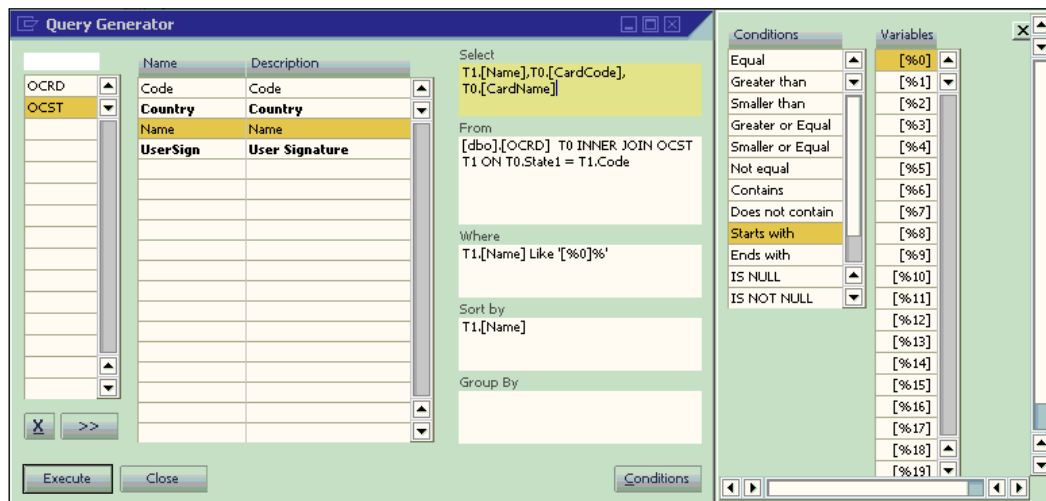 Query Generator
OCRD
OCST
Name Description
Code Code
Country Country
Name Name
UserSign User Signature
X >>
Execute Close
Select
T1.[Name],T0.[CardCode],
T0.[CardName]
From
[dbo].[OCRD] T0 INNER JOIN OCST
T1 ON T0.State1 = T1.Code
Where
T1.[Name] Like '[%0]%'
Sort by
T1.[Name]
Group By
Conditions
Conditions
Equal
Greater than
Smaller than
Greater or Equal
Smaller or Equal
Not equal
Contains
Does not contain
Starts with
Ends with
IS NULL
IS NOT NULL
Variables
[%0]
[%1]
[%2]
[%3]
[%4]
[%5]
[%6]
[%7]
[%8]
[%9]
[%10]
[%11]
[%12]
[%13]
[%14]
[%15]
[%16]
[%17]
[%18]
[%19]
X